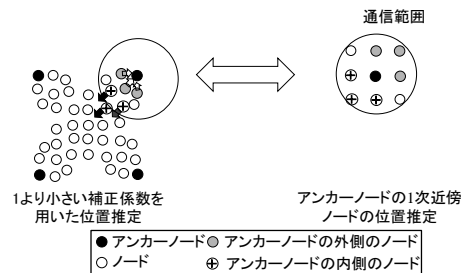 通信範囲
1より小さい補正係数を
用いた位置推定
アンカーノードの1次近傍
ノードの位置推定
アンカーノード アンカーノードの外側のノード
ノード アンカーノードの内側のノード